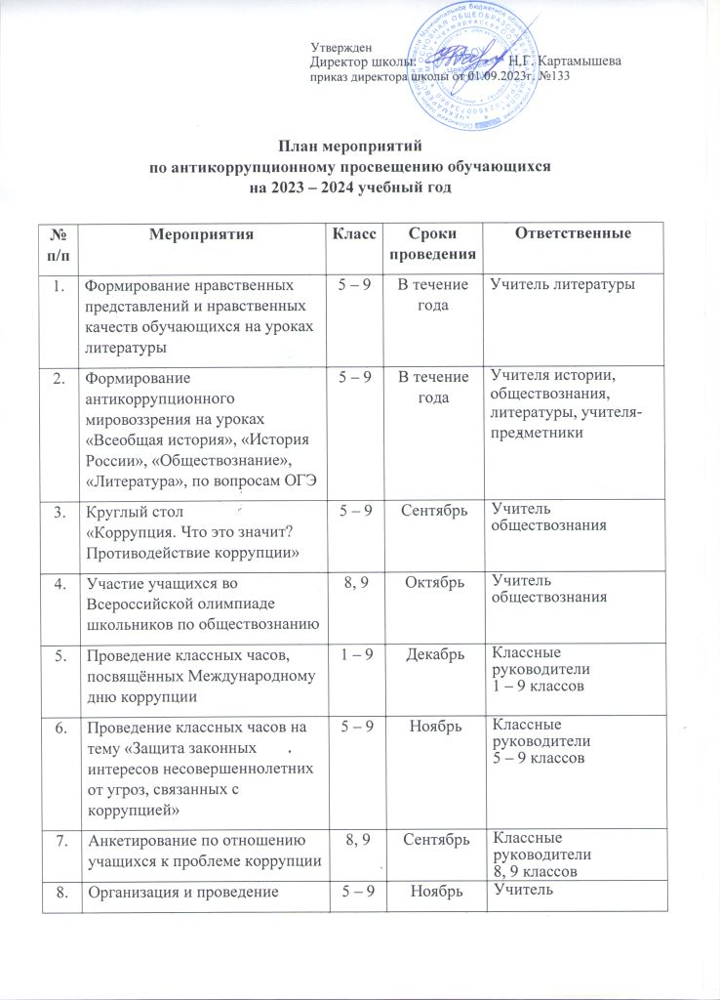 Утвержден
Директор школы: Н.Г. Картамышева
приказ директора школы от 01.09.2023г. №133
План мероприятий
по антикоррупционному просвещению обучающихся
на 2023 – 2024 учебный год
№ п/п Мероприятия Класс Сроки проведения Ответственные
1. Формирование нравственных 5 – 9 В течение Учитель литературы
представлений и нравственных года
качеств обучающихся на уроках
литературы
2. Формирование 5 – 9 В течение Учителя истории,
антикоррупционного года обществознания,
мировоззрения на уроках литературы, учителя-
«Всеобщая история», «История предметники
России», «Обществознание»,
«Литература», по вопросам ОГЭ
3. Круглый стол 5 – 9 Сентябрь Учитель
«Коррупция. Что это значит? обществознания
Противодействие коррупции»
4. Участие учащихся во 8, 9 Октябрь Учитель
Всероссийской олимпиаде обществознания
школьников по обществознанию
5. Проведение классных часов, 1 – 9 Декабрь Классные
посвящённых Международному руководители
дню коррупции 1 – 9 классов
6. Проведение классных часов на 5 – 9 Ноябрь Классные
тему «Защита законных руководители
интересов несовершеннолетних 5 – 9 классов
от угроз, связанных с
коррупцией»
7. Анкетирование по отношению 8, 9 Сентябрь Классные
учащихся к проблеме коррупции руководители
8, 9 классов
8. Организация и проведение 5 – 9 Ноябрь Учитель